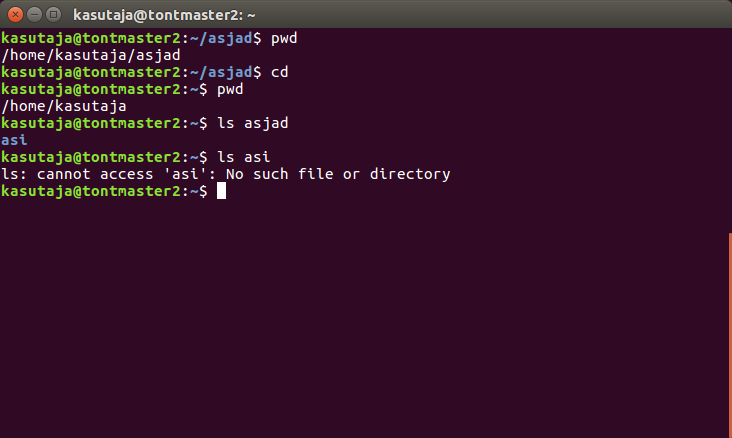 kasutaja@tontmaster2: ~
kasutaja@tontmaster2:~/asjad$ pwd
/home/kasutaja/asjad
kasutaja@tontmaster2:~/asjad$ cd
kasutaja@tontmaster2:~$ pwd
/home/kasutaja
kasutaja@tontmaster2:~$ ls asjad
asi
kasutaja@tontmaster2:~$ ls asi
ls: cannot access 'asi': No such file or directory
kasutaja@tontmaster2:~$